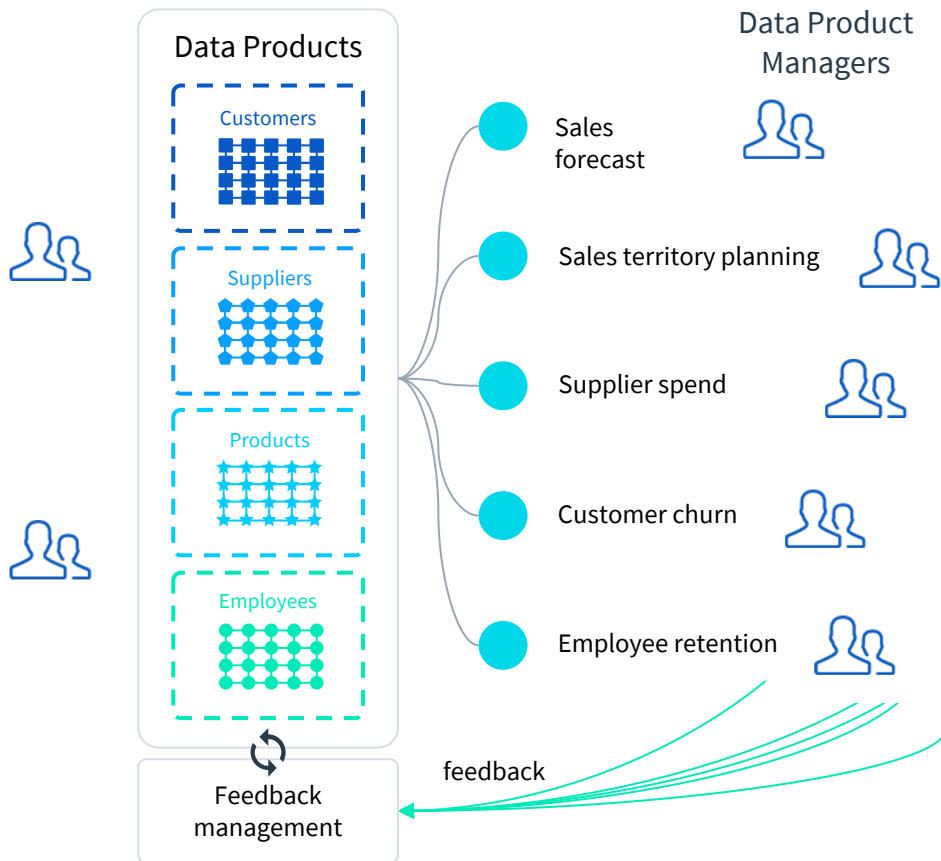 Data Products
Data Product
Managers
Customers
Sales
forecast
Suppliers
Sales territory planning
Supplier spend
Products
Customer churn
Employees
Employee retention
feedback
Feedback
management